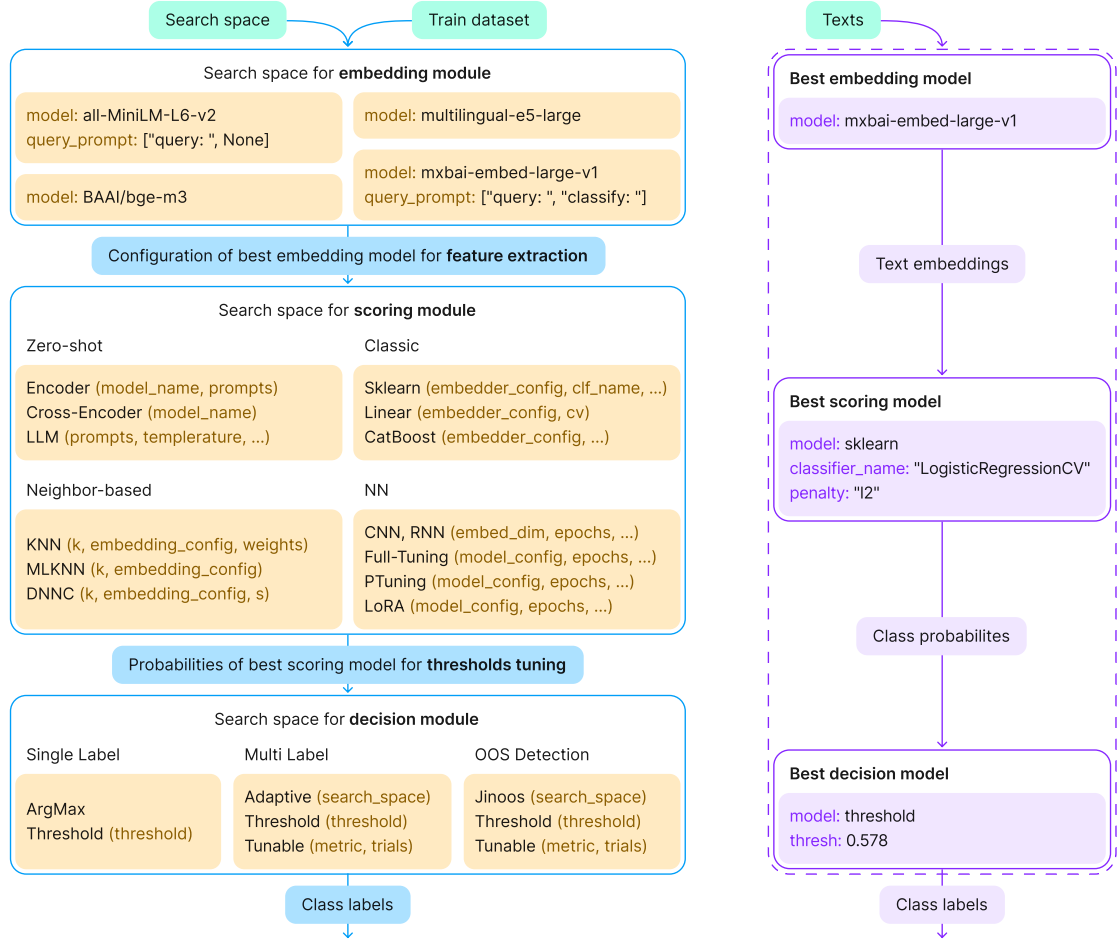 Search space
Train dataset
Search space for embedding module
model: all-MiniLM-L6-v2
query_prompt: ["query: ", None]
model: BAAI/bge-m3
model: multilingual-e5-large
model: mxbai-embed-large-v1
query_prompt: ["query: ", "classify: "]
Configuration of best embedding model for feature extraction
Search space for scoring module
Zero-shot
Encoder (model_name, prompts)
Cross-Encoder (model_name)
LLM (prompts, templerature, ...)
Classic
Sklearn (embedder_config, clf_name, ...)
Linear (embedder_config, cv)
CatBoost (embedder_config, ...)
Neighbor-based
KNN (k, embedding_config, weights)
MLKNN (k, embedding_config)
DNNC (k, embedding_config, s)
NN
CNN, RNN (embed_dim, epochs, ...)
Full-Tuning (model_config, epochs, ...)
PTuning (model_config, epochs, ...)
LoRA (model_config, epochs, ...)
Probabilities of best scoring model for thresholds tuning
Search space for decision module
Single Label
ArgMax
Threshold (threshold)
Multi Label
Adaptive (search_space)
Threshold (threshold)
Tunable (metric, trials)
OOS Detection
Jinoos (search_space)
Threshold (threshold)
Tunable (metric, trials)
Class labels
Texts
Best embedding model
model: mxbai-embed-large-v1
Text embeddings
Best scoring model
model: sklearn
classifier_name: "LogisticRegressionCV"
penalty: "l2"
Class probabilites
Best decision model
model: threshold
thresh: 0.578
Class labels